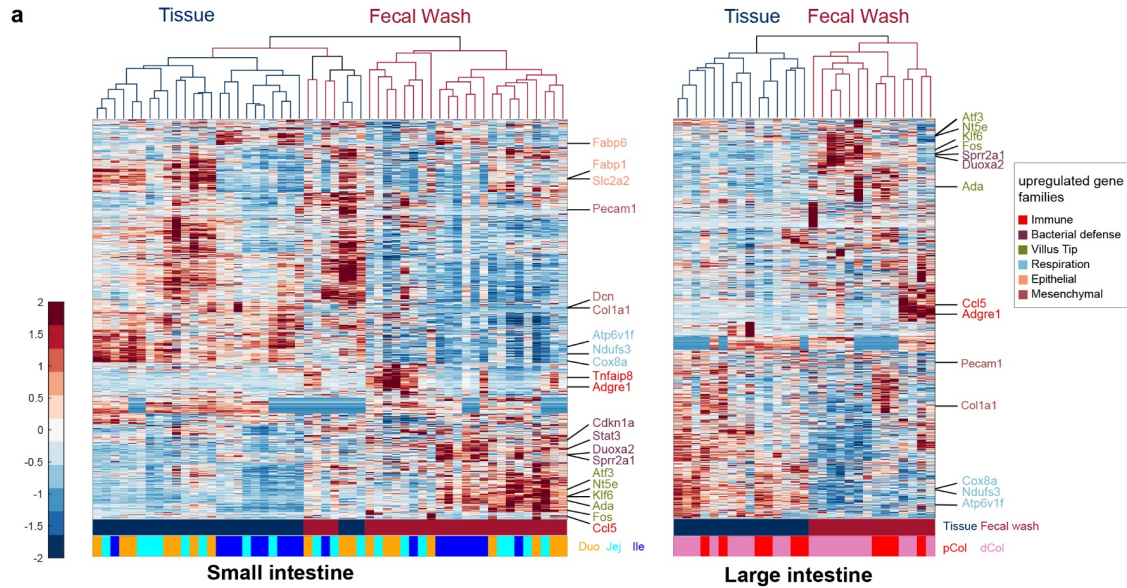 a
Tissue
Fecal Wash
Tissue
Fecal Wash
Fabp6
Fabp1
Slc2a2
Pecam1
Dcn
Col1a1
Atp6v1f
Ndufs3
Cox8a
Tnfaip8
Adgre1
Cdkn1a
Stat3
Duoxa2
Sprr2a1
Atf3
Nt5e
Klf6
Ada
Fos
Ccl5
2
1.5
1
0.5
0
-0.5
-1
-1.5
-2
Duo Jej Ile
Small intestine
Atf3
Nt5e
Klf6
Fos
Sprr2a1
Duoxa2
Ada
Ccl5
Adgre1
Pecam1
Col1a1
Cox8a
Ndufs3
Atp6v1f
Tissue Fecal wash
pCol dCol
Large intestine
upregulated gene
families
Immune
Bacterial defense
Villus Tip
Respiration
Epithelial
Mesenchymal